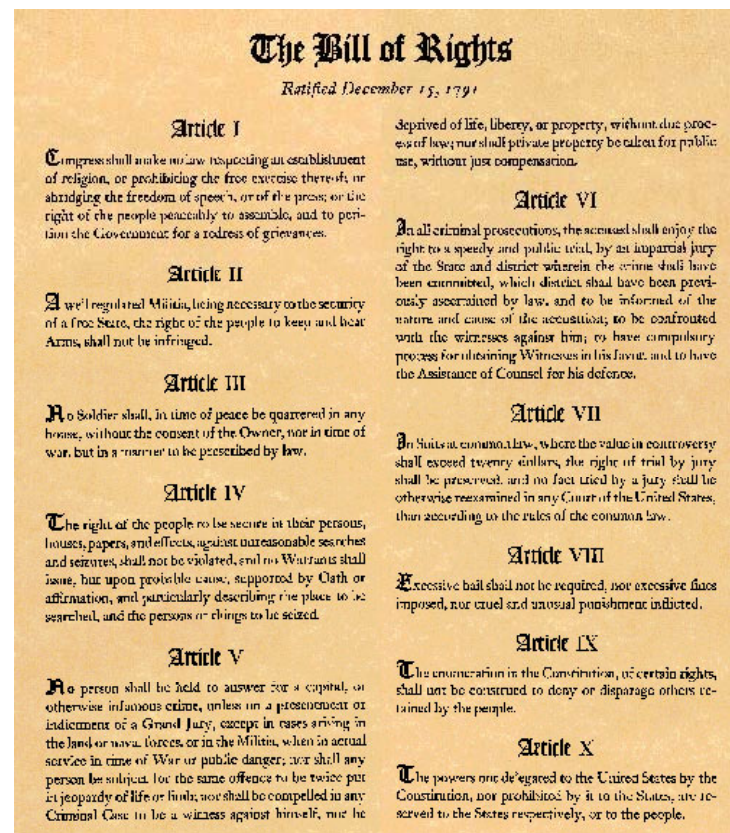 The Bill of Rights
Ratified December 15, 1791
Article I
Congress shall make no law respecting an establishment
of religion, or prohibiting the free exercise thereof; or
abridging the freedom of speech, or of the press; or the
right of the people peaceably to assemble, and to peti-
tion the Government for a redress of grievances.
Article II
A well regulated Militia, being necessary to the security
of a free State, the right of the people to keep and bear
Arms, shall not be infringed.
Article III
No Soldier shall, in time of peace be quartered in any
house, without the consent of the Owner, nor in time of
war, but in a manner to be prescribed by law.
Article IV
The right of the people to be secure in their persons,
houses, papers, and effects, against unreasonable searches
and seizures, shall not be violated, and no Warrants shall
issue, but upon probable cause, supported by Oath or
affirmation, and particularly describing the place to be
searched, and the persons or things to be seized.
Article V
No person shall be held to answer for a capital, or
otherwise infamous crime, unless on a presentment or
indictment of a Grand Jury, except in cases arising in
the land or naval forces, or in the Militia, when in actual
service in time of War or public danger; nor shall any
person be subject for the same offence to be twice put
in jeopardy of life or limb; nor shall be compelled in any
Criminal Case to be a witness against himself, nor be
deprived of life, liberty, or property, without due proc-
ess of law; nor shall private property be taken for public
use, without just compensation.
Article VI
In all criminal prosecutions, the accused shall enjoy the
right to a speedy and public trial, by an impartial jury
of the State and district wherein the crime shall have
been committed, which district shall have been previ-
ously ascertained by law, and to be informed of the
nature and cause of the accusation; to be confronted
with the witnesses against him; to have compulsory
process for obtaining Witnesses in his favor, and to have
the Assistance of Counsel for his defence.
Article VII
In Suits at common law, where the value in controversy
shall exceed twenty dollars, the right of trial by jury
shall be preserved, and no fact tried by a jury shall be
otherwise reexamined in any Court of the United States,
than according to the rules of the common law.
Article VIII
Excessive bail shall not be required, nor excessive fines
imposed, nor cruel and unusual punishment inflicted.
Article IX
The enumeration in the Constitution, of certain rights,
shall not be construed to deny or disparage others re-
tained by the people.
Article X
The powers not delegated to the United States by the
Constitution, nor prohibited by it to the States, are re-
served to the States respectively, or to the people.